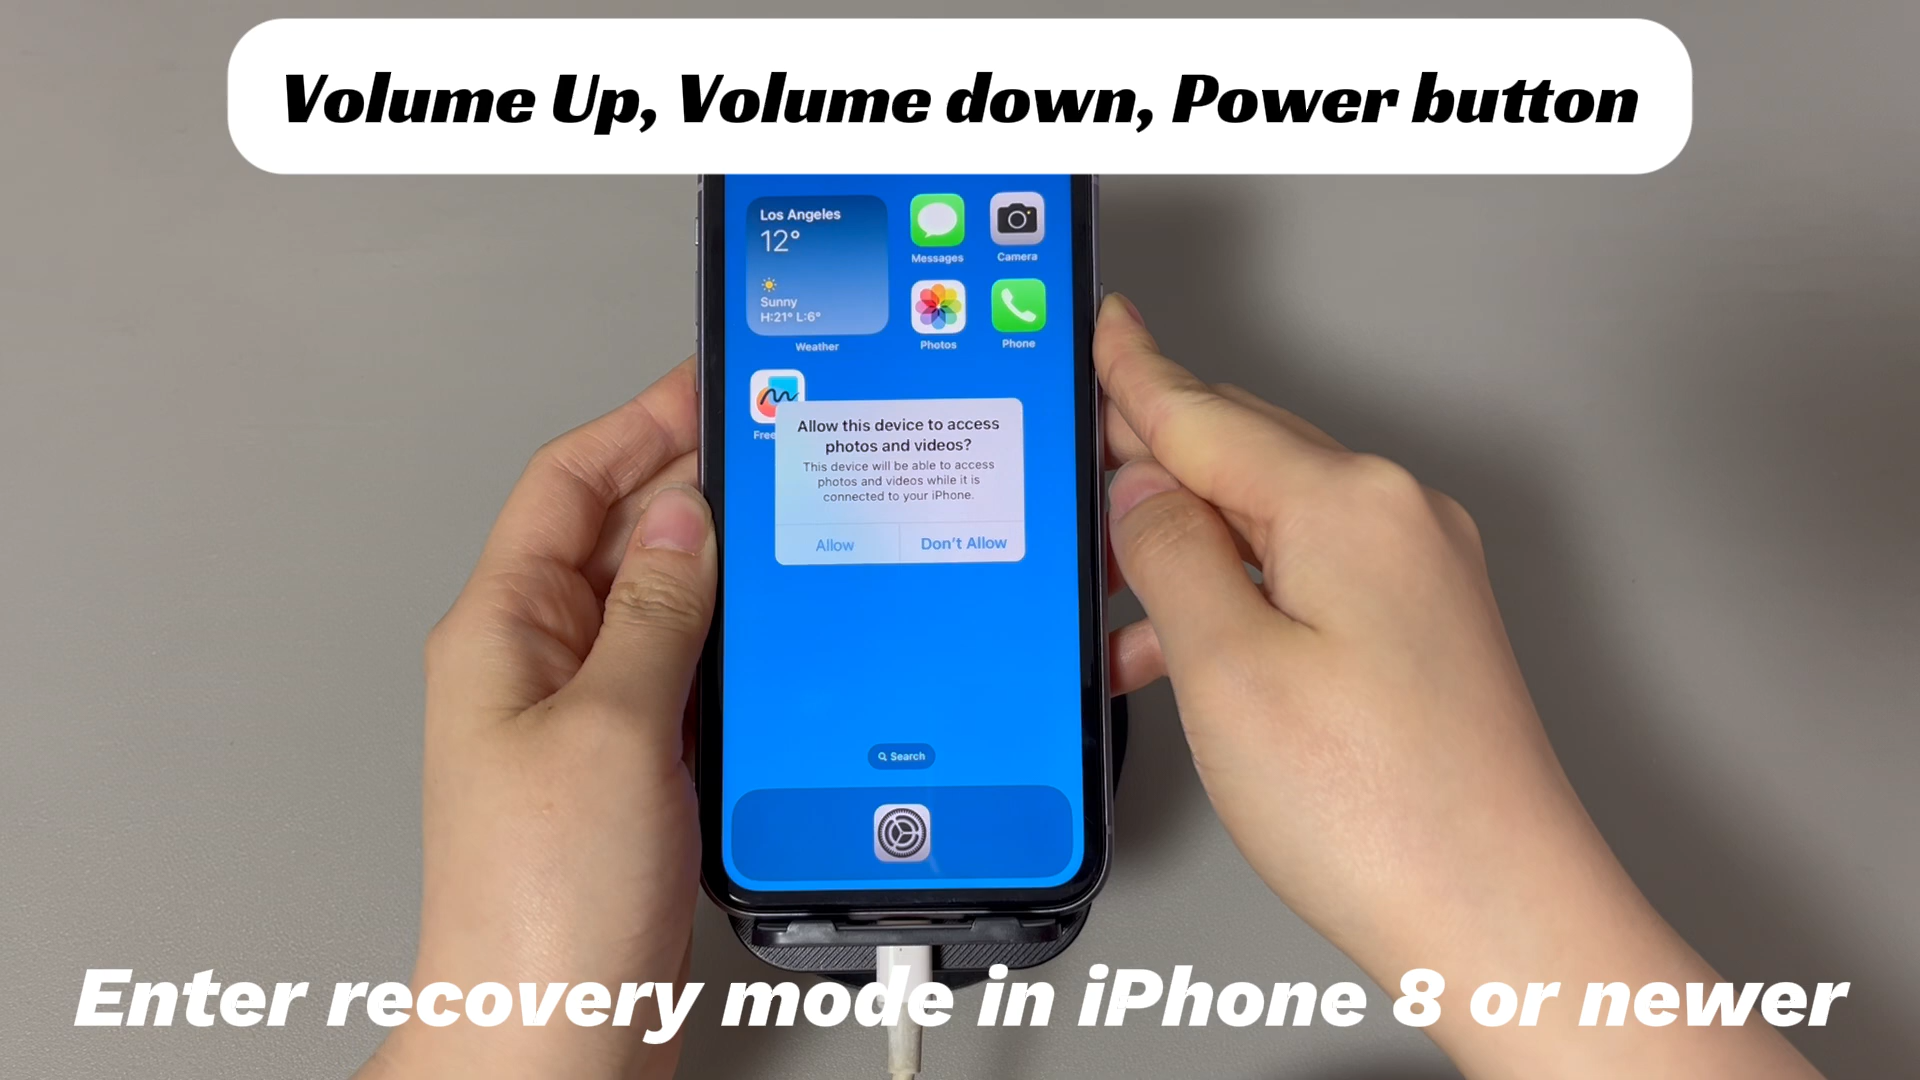 Volume Up, Volume down, Power button
Los Angeles
12°
Sunny
H:21° L:6°
Weather
Messages
Camera
Photos
Phone
Free
Allow this device to access
photos and videos?
This device will be able to access
photos and videos while it is
connected to your iPhone.
Allow
Don't Allow
Search
Enter recovery mode in iPhone 8 or newer